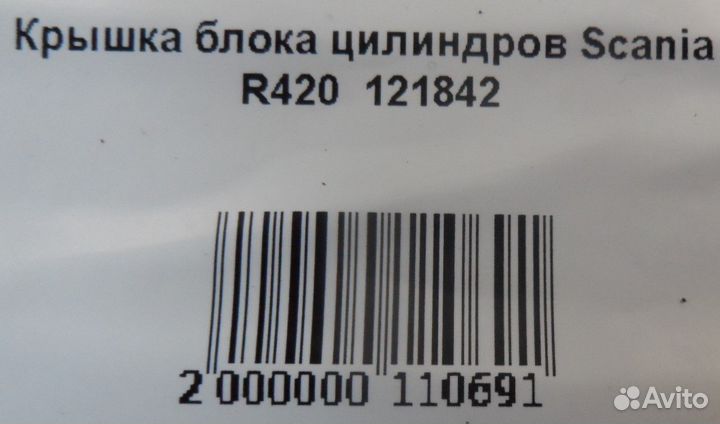 Крышка блока цилиндров Scania
R420 121842
2 000000 110691
Avito